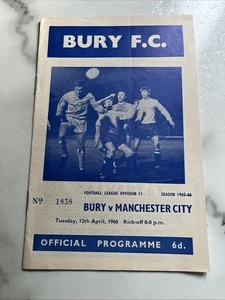 BURY F.C.
FOOTBALL LEAGUE DIVISION 11 SEASON 1965-66
Nº 1838
BURY v MANCHESTER CITY
Tuesday, 12th April, 1966 Kick-off 8-0 p.m.
OFFICIAL PROGRAMME 6d.